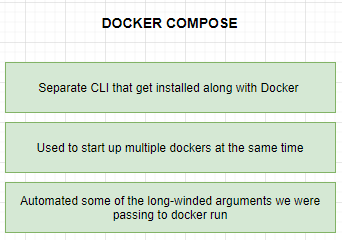 DOCKER COMPOSE
Separate CLI that get installed along with Docker
Used to start up multiple dockers at the same time
Automated some of the long-winded arguments we were
passing to docker run